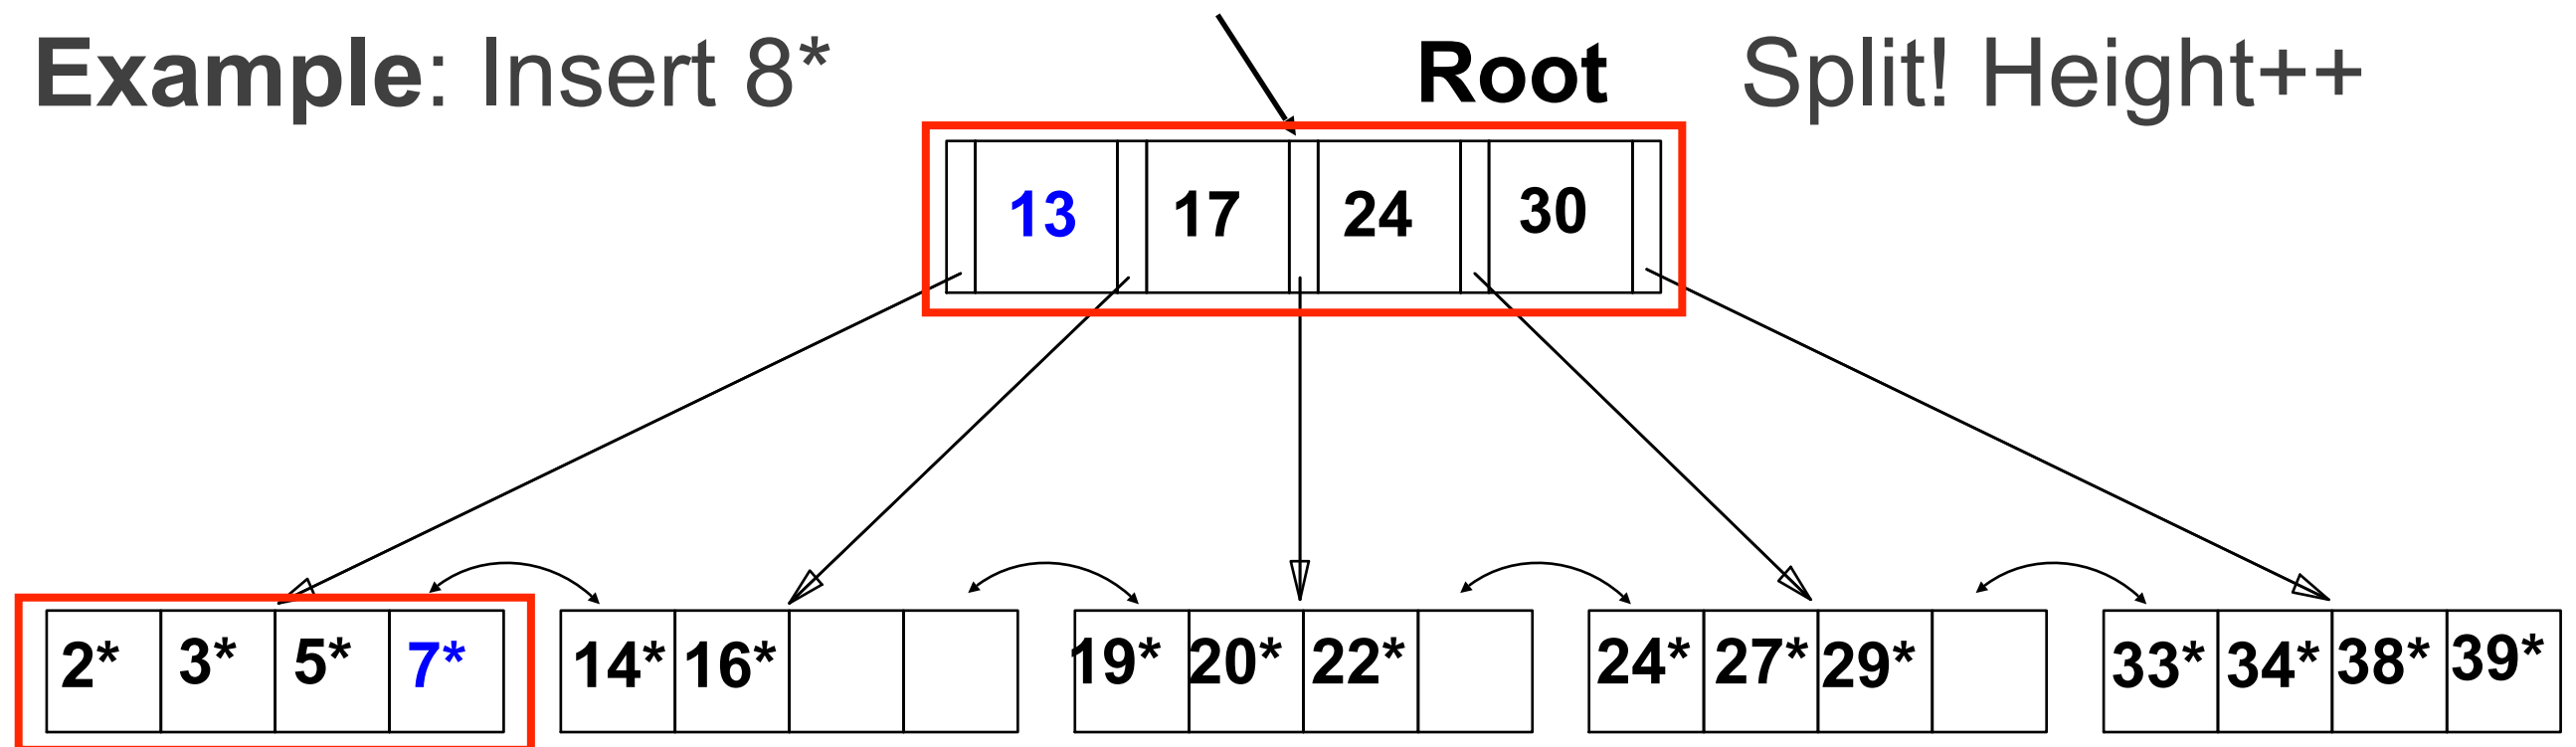 Example: Insert 8*
Root
Split! Height++
13 17 24 30
2* 3* 5* 7* 14* 16* 19* 20* 22* 24* 27* 29* 33* 34* 38* 39*